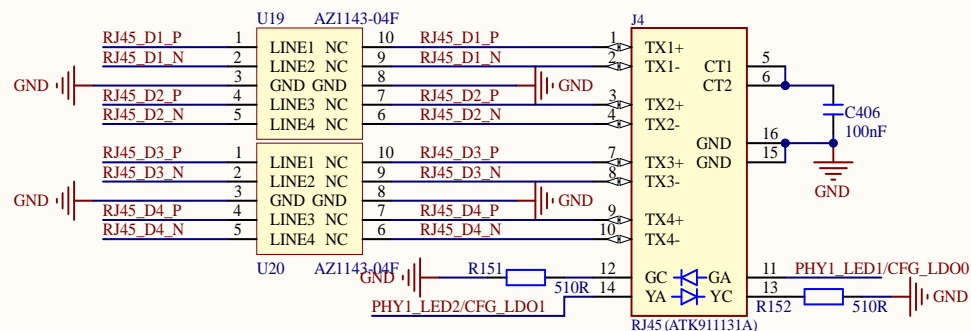 U19 AZ1143-04F J4
RJ45_D1_P 1 LINE1 NC 10 RJ45_D1_P 1 TX1+
RJ45_D1_N 2 LINE2 NC 9 RJ45_D1_N 2 TX1- CT1 5
GND 3 GND GND 8 GND CT2 6
RJ45_D2_P 4 LINE3 NC 7 RJ45_D2_P 3 TX2+ C406
RJ45_D2_N 5 LINE4 NC 6 RJ45_D2_N 4 TX2- 100nF
GND 16
RJ45_D3_P 1 LINE1 NC 10 RJ45_D3_P 7 TX3+ GND 15
RJ45_D3_N 2 LINE2 NC 9 RJ45_D3_N 8 TX3- GND
GND 3 GND GND 8 GND
RJ45_D4_P 4 LINE3 NC 7 RJ45_D4_P 9 TX4+
RJ45_D4_N 5 LINE4 NC 6 RJ45_D4_N 10 TX4-
U20 AZ1143-04F
GND R151 510R 12 GC GA 11 PHY1_LED1/CFG_LDO0
PHY1_LED2/CFG_LDO1 14 YA YC 13 R152 510R GND
RJ45(ATK911131A)